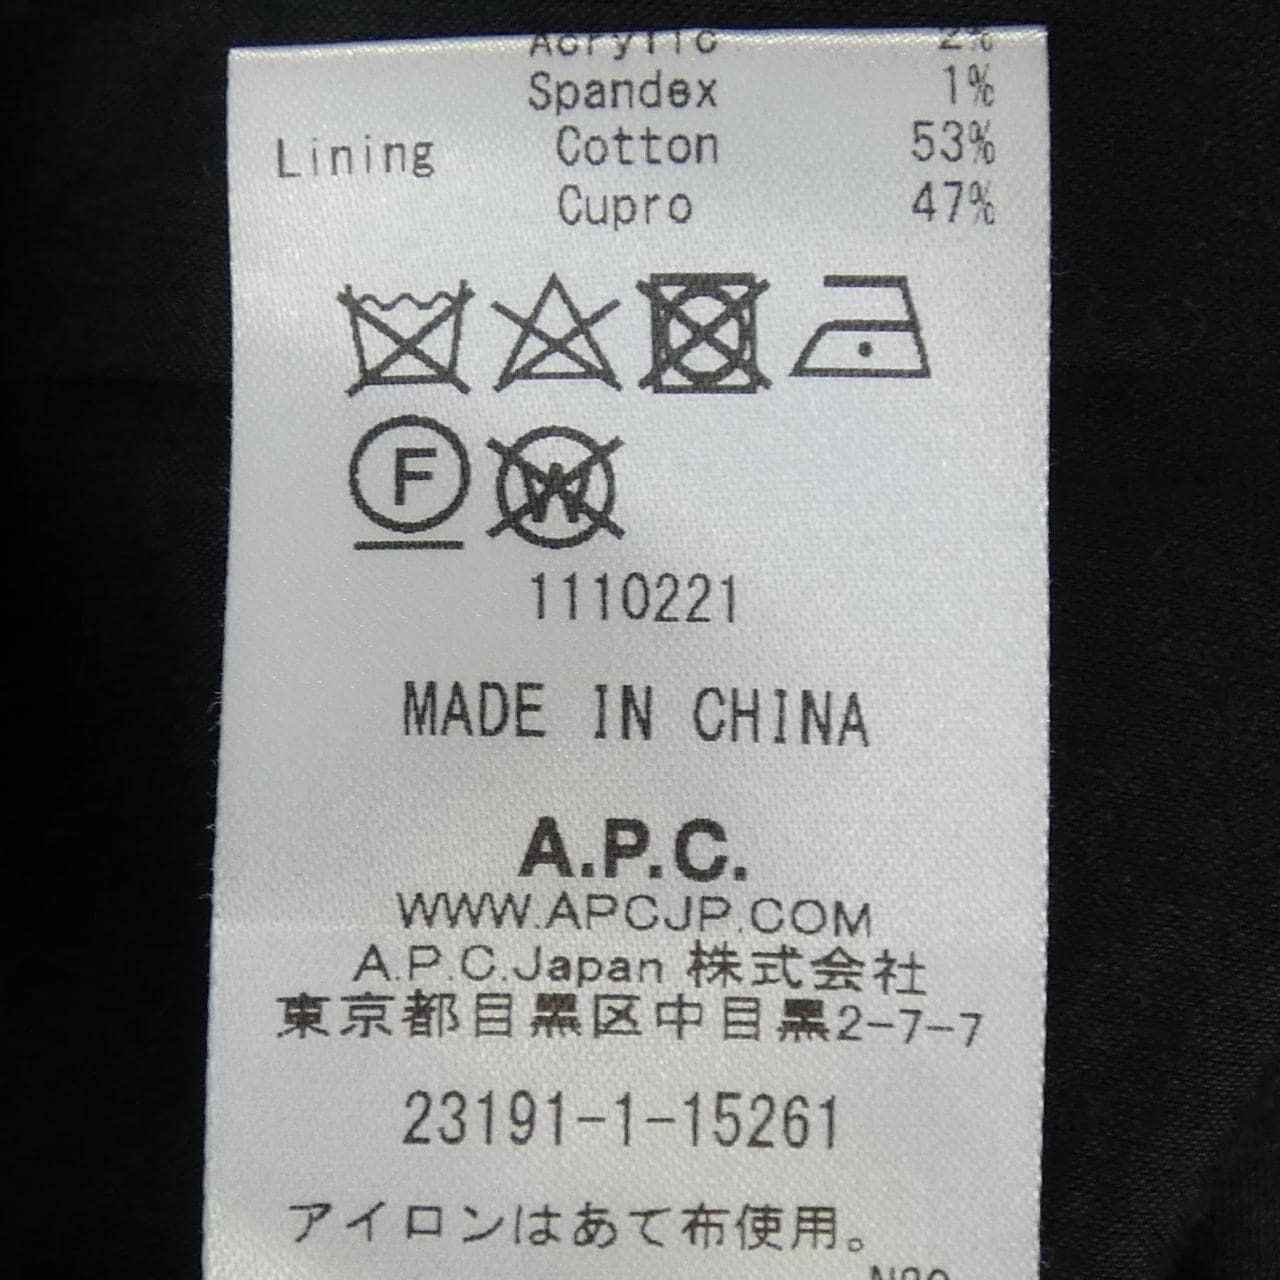 Acrylic 2%
Spandex 1%
Lining Cotton 53%
Cupro 47%
F W
1110221
MADE IN CHINA
A.P.C.
WWW.APCJP.COM
A.P.C.Japan 株式会社
東京都目黒区中目黒2-7-7
23191-1-15261
アイロンはあて布使用。